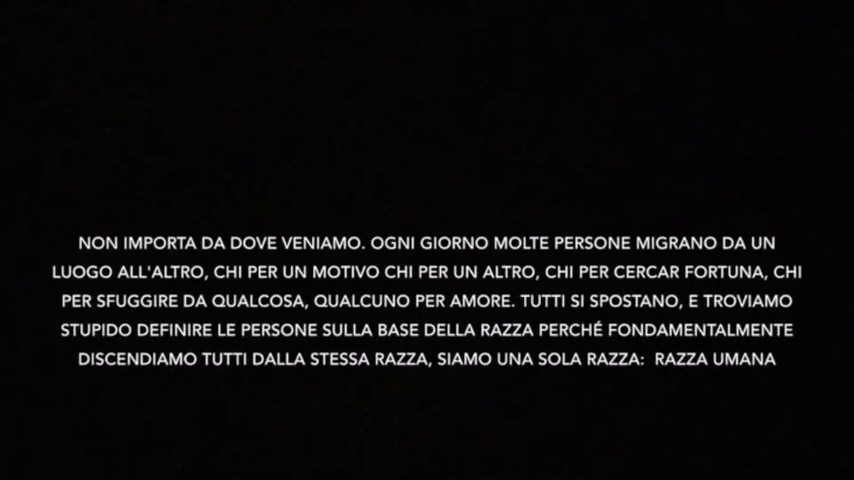 NON IMPORTA DA DOVE VENIAMO. OGNI GIORNO MOLTE PERSONE MIGRANO DA UN
LUOGO ALL'ALTRO, CHI PER UN MOTIVO CHI PER UN ALTRO, CHI PER CERCAR FORTUNA, CHI
PER SFUGGIRE DA QUALCOSA, QUALCUNO PER AMORE. TUTTI SI SPOSTANO, E TROVIAMO
STUPIDO DEFINIRE LE PERSONE SULLA BASE DELLA RAZZA PERCHÉ FONDAMENTALMENTE
DISCENDIAMO TUTTI DALLA STESSA RAZZA, SIAMO UNA SOLA RAZZA:  RAZZA UMANA